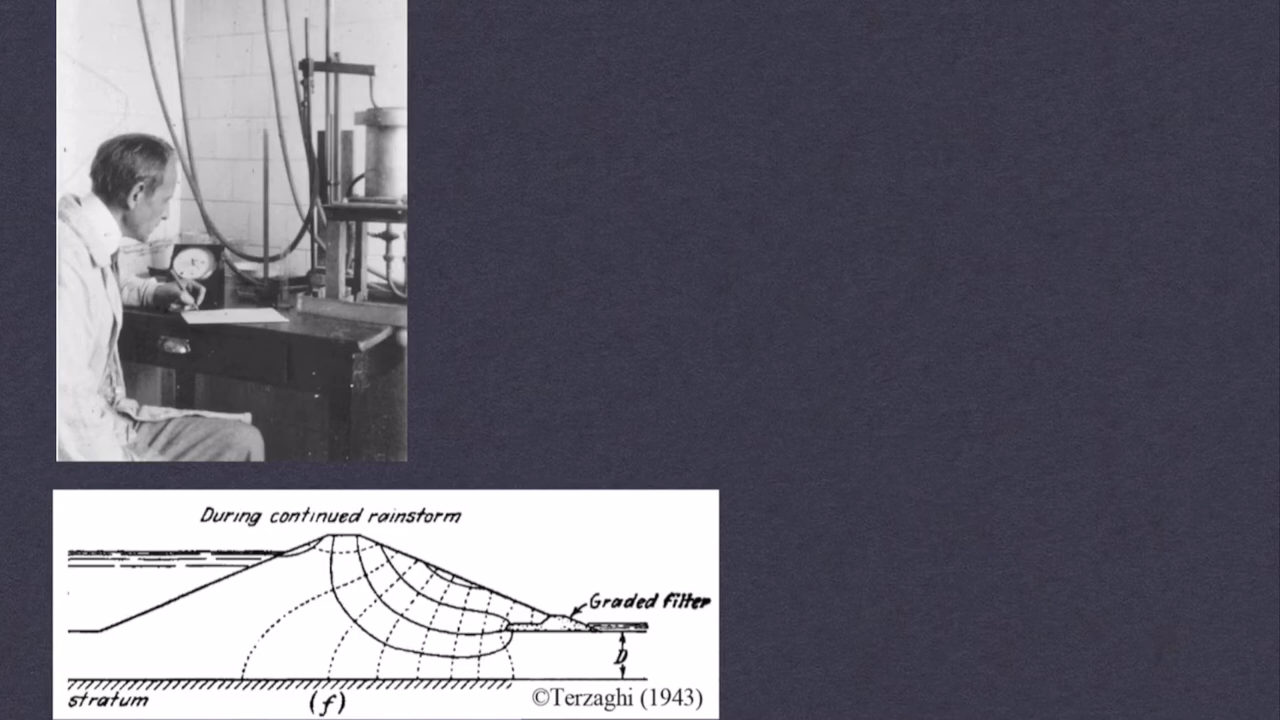 During continued rainstorm
Graded filter
D
stratum
(f)
©Terzaghi (1943)